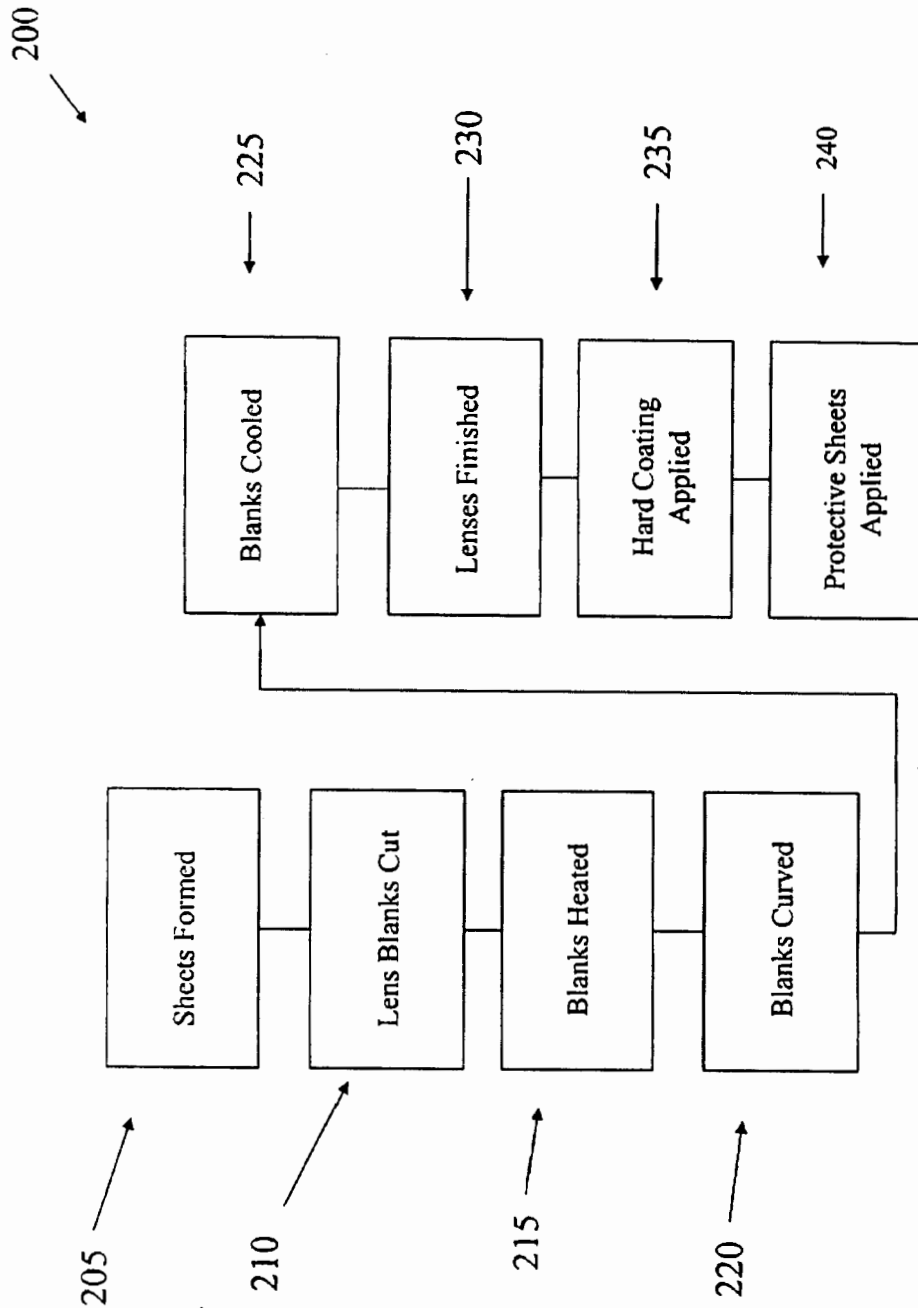 200
205
Sheets Formed
210
Lens Blanks Cut
215
Blanks Heated
220
Blanks Curved
225
Blanks Cooled
230
Lenses Finished
235
Hard Coating
Applied
240
Protective Sheets
Applied